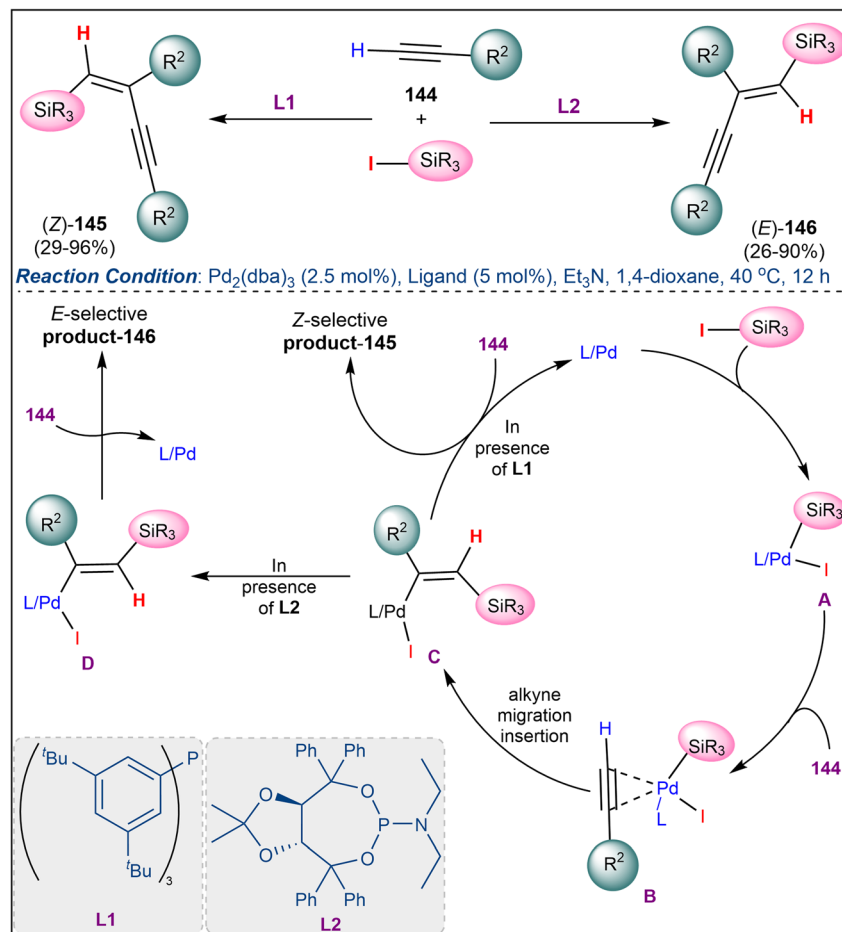 H
R²
SiR₃
R²
(Z)-145
(29-96%)
L1
H
R²
144
+
I
SiR₃
L2
R²
SiR₃
H
R²
(E)-146
(26-90%)
Reaction Condition: Pd₂(dba)₃ (2.5 mol%), Ligand (5 mol%), Et₃N, 1,4-dioxane, 40 ºC, 12 h
E-selective
product-146
144
L/Pd
Z-selective
product-145
144
L/Pd
I
SiR₃
In
presence
of L1
R²
SiR₃
L/Pd
H
I
D
In
presence
of L2
R²
H
L/Pd
SiR₃
I
C
SiR₃
L/Pd
I
A
alkyne
migration
insertion
144
H
SiR₃
Pd
L
I
R²
B
ᵗBu
P
ᵗBu
3
L1
Ph
Ph
O
O
P
N
O
O
Ph
Ph
L2